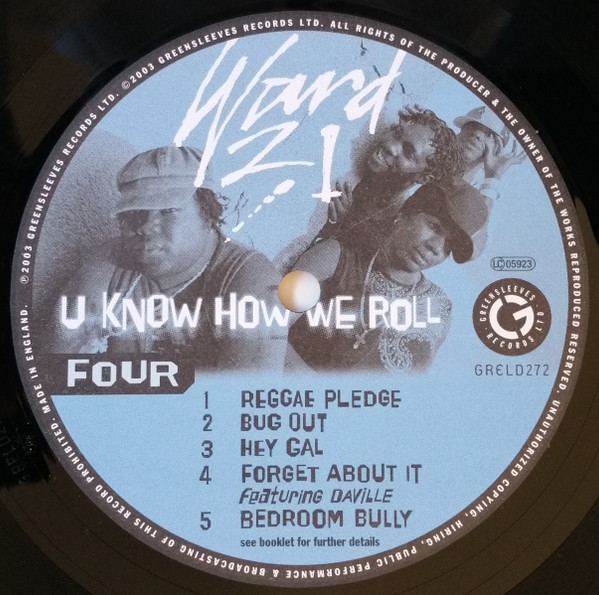 ℗2003 GREENSLEEVES RECORDS LTD. ©2003 GREENSLEEVES RECORDS LTD. ALL RIGHTS OF THE PRODUCER & THE OWNER OF THE WORKS REPRODUCED RESERVED. UNAUTHORIZED COPYING, HIRING, PUBLIC PERFORMANCE & BROADCASTING OF THIS RECORD PROHIBITED. MADE IN ENGLAND.
Ward
21
LC 05923
U KNOW HOW WE ROLL
GREENSLEEVES
G
RECORDS
FOUR
GRELD272
1 REGGAE PLEDGE
2 BUG OUT
3 HEY GAL
4 FORGET ABOUT IT
Featuring DAVILLE
5 BEDROOM BULLY
see booklet for further details